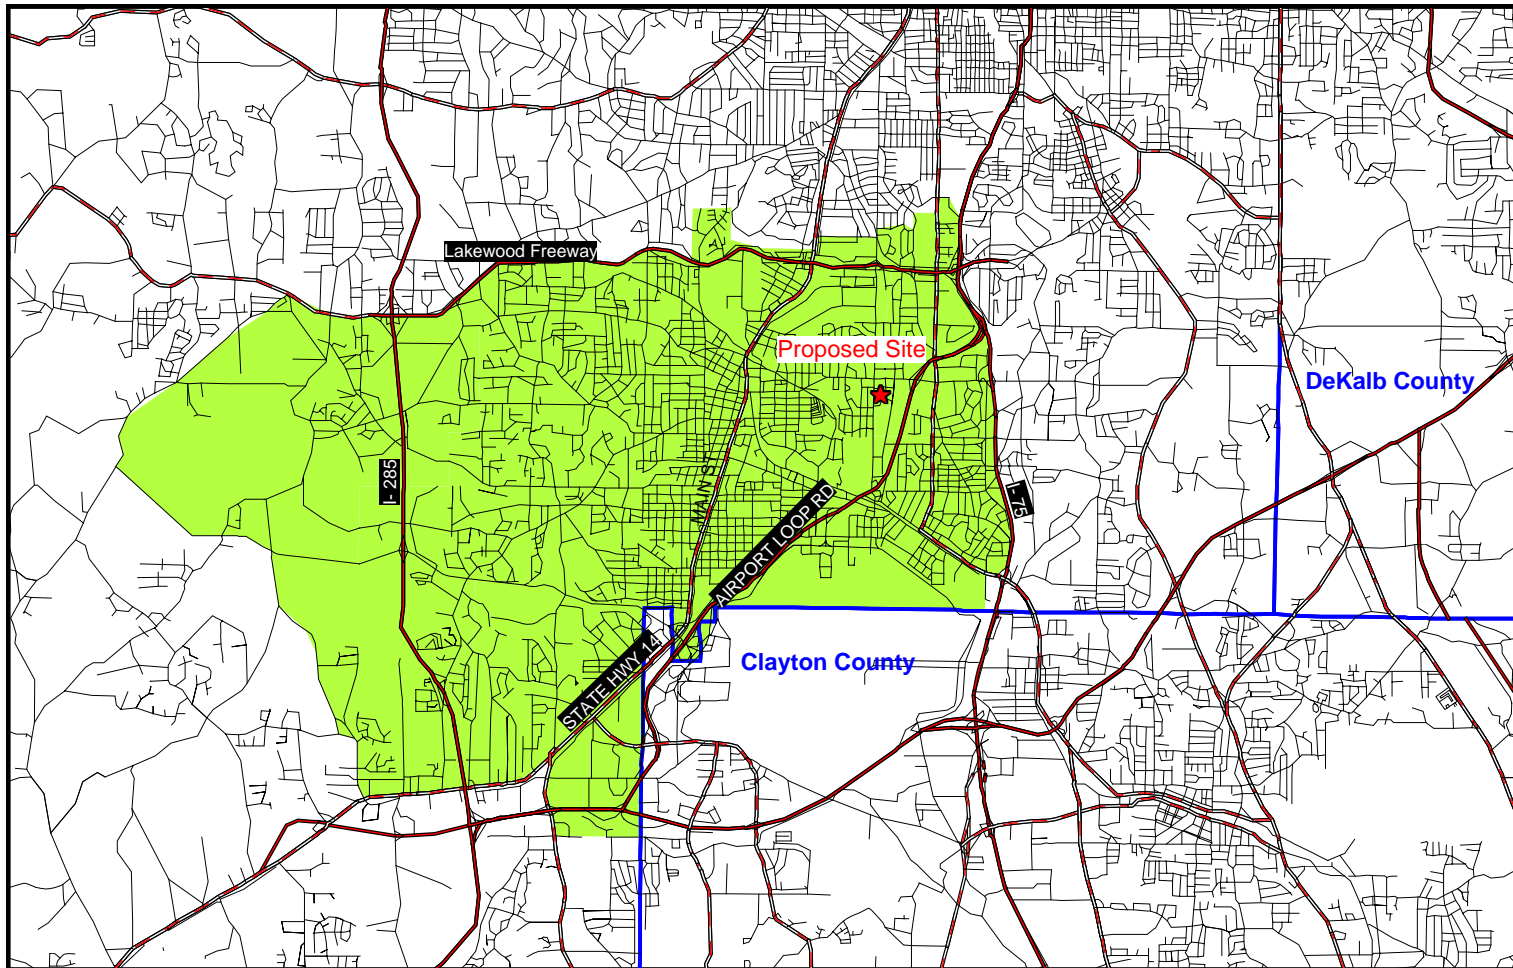 Lakewood Freeway
Proposed Site
DeKalb County
I- 285
MAIN ST
I- 75
AIRPORT LOOP RD
STATE HWY. 14
Clayton County